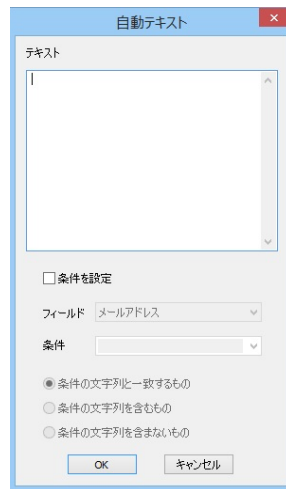 自動テキスト
テキスト
条件を設定
フィールド メールアドレス
条件
条件の文字列と一致するもの
条件の文字列を含むもの
条件の文字列を含まないもの
OK キャンセル